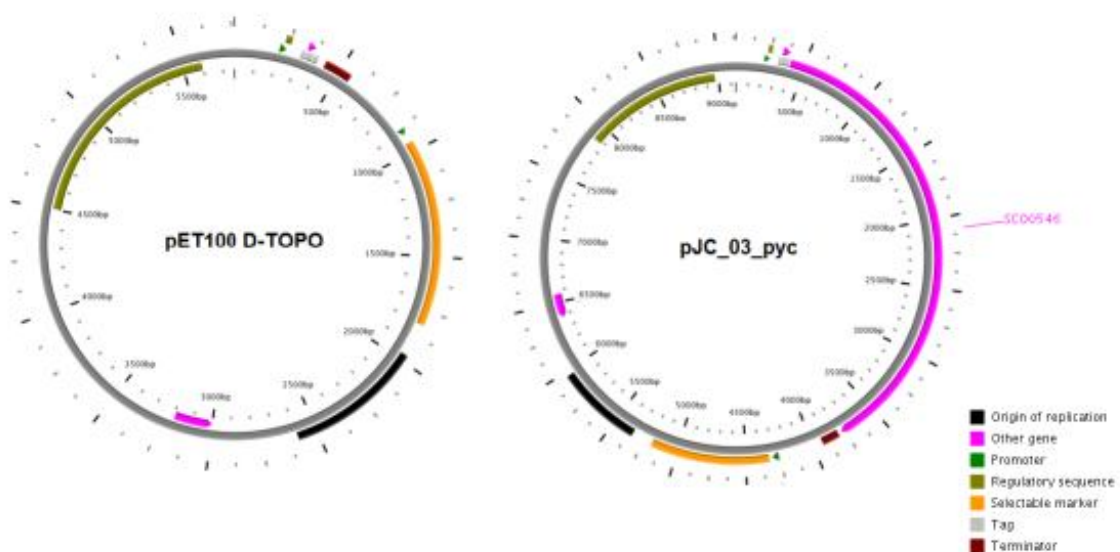 5500bp
500bp
5000bp
1000bp
4500bp
pET100 D-TOPO
1500bp
4000bp
2000bp
3500bp
2500bp
3000bp
9000bp
500bp
8500bp
8000bp
1000bp
7500bp
1500bp
SCO0546
2000bp
7000bp
pJC_03_pyc
2500bp
6500bp
6000bp
3000bp
5500bp
3500bp
5000bp
4500bp
4000bp
Origin of replication
Other gene
Promoter
Regulatory sequence
Selectable marker
Tag
Terminator